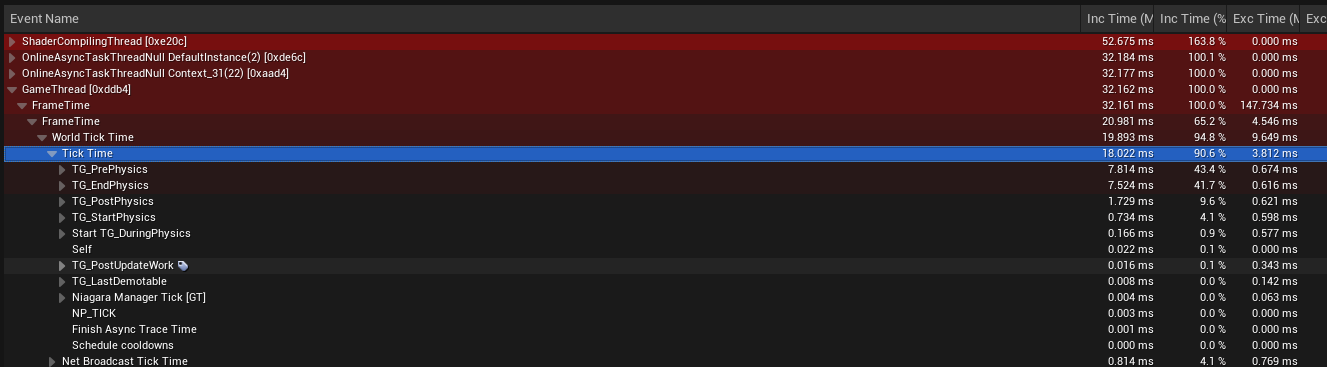 Event Name Inc Time (M Inc Time (% Exc Time (M Exc
ShaderCompilingThread [0xe20c] 52.675 ms 163.8 % 0.000 ms
OnlineAsyncTaskThreadNull DefaultInstance(2) [0xde6c] 32.184 ms 100.1 % 0.000 ms
OnlineAsyncTaskThreadNull Context_31(22) [0xaad4] 32.177 ms 100.0 % 0.000 ms
GameThread [0xddb4] 32.162 ms 100.0 % 0.000 ms
FrameTime 32.161 ms 100.0 % 147.734 ms
FrameTime 20.981 ms 65.2 % 4.546 ms
World Tick Time 19.893 ms 94.8 % 9.649 ms
Tick Time 18.022 ms 90.6 % 3.812 ms
TG_PrePhysics 7.814 ms 43.4 % 0.674 ms
TG_EndPhysics 7.524 ms 41.7 % 0.616 ms
TG_PostPhysics 1.729 ms 9.6 % 0.621 ms
TG_StartPhysics 0.734 ms 4.1 % 0.598 ms
Start TG_DuringPhysics 0.166 ms 0.9 % 0.577 ms
Self 0.022 ms 0.1 % 0.000 ms
TG_PostUpdateWork 0.016 ms 0.1 % 0.343 ms
TG_LastDemotable 0.008 ms 0.0 % 0.142 ms
Niagara Manager Tick [GT] 0.004 ms 0.0 % 0.063 ms
NP_TICK 0.003 ms 0.0 % 0.000 ms
Finish Async Trace Time 0.001 ms 0.0 % 0.000 ms
Schedule cooldowns 0.000 ms 0.0 % 0.000 ms
Net Broadcast Tick Time 0.814 ms 4.1 % 0.769 ms